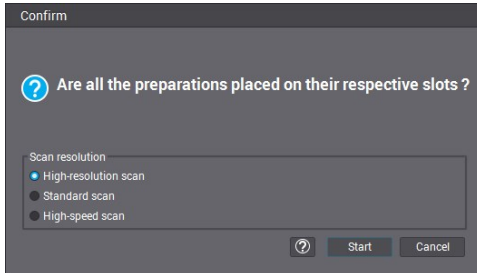 Confirm
Are all the preparations placed on their respective slots ?
Scan resolution
High-resolution scan
Standard scan
High-speed scan
? Start Cancel